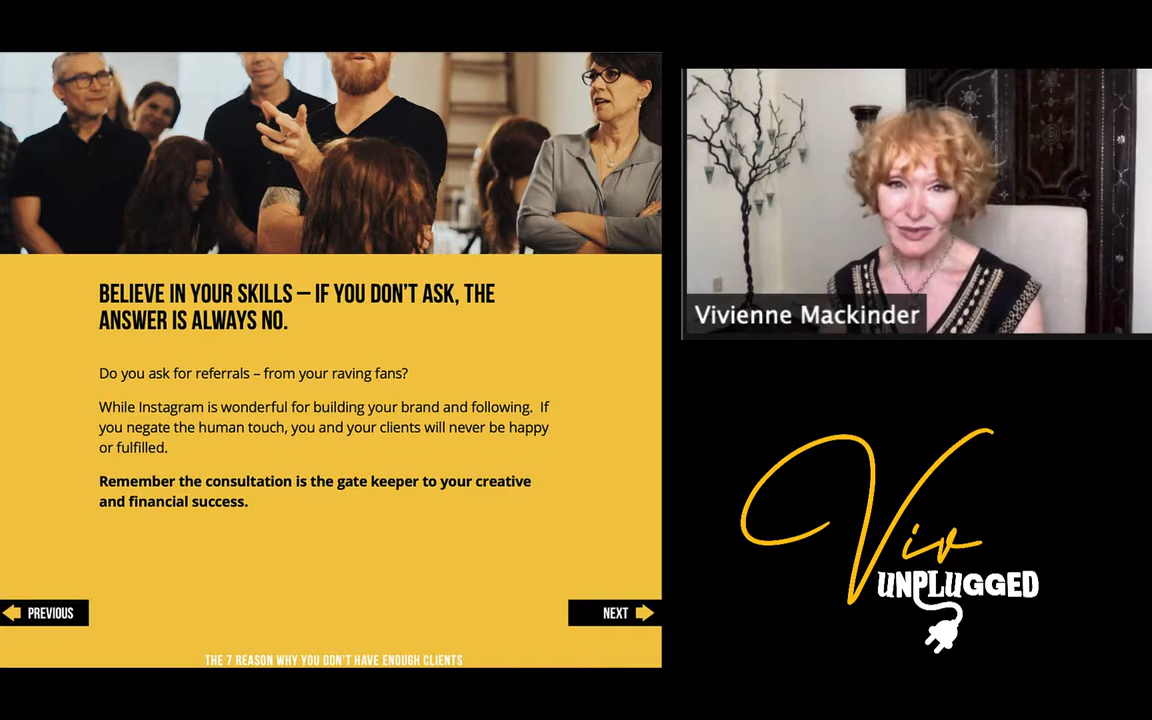 BELIEVE IN YOUR SKILLS – IF YOU DON'T ASK, THE
ANSWER IS ALWAYS NO.
Do you ask for referrals – from your raving fans?
While Instagram is wonderful for building your brand and following.  If
you negate the human touch, you and your clients will never be happy
or fulfilled.
Remember the consultation is the gate keeper to your creative
and financial success.
PREVIOUS
NEXT
THE 7 REASON WHY YOU DON'T HAVE ENOUGH CLIENTS
Vivienne Mackinder
Viv
UNPLUGGED